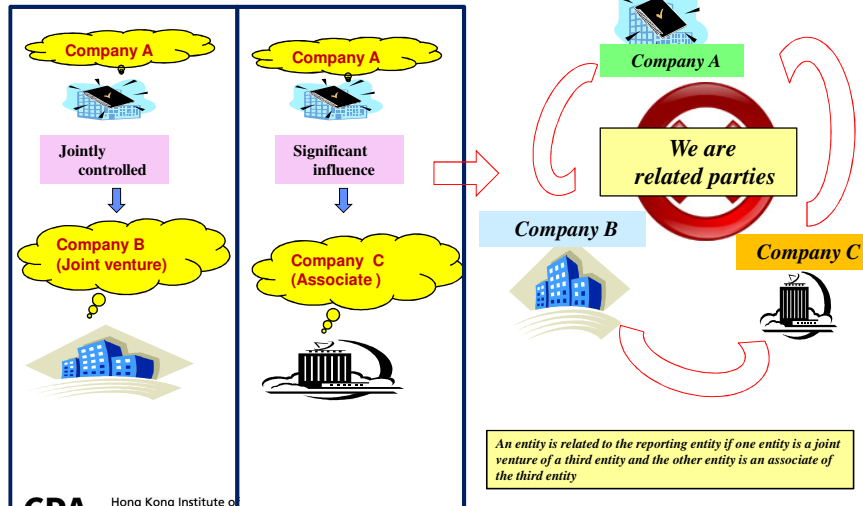 Company A
Jointly
controlled
Company B
(Joint venture)
Company A
Significant
influence
Company C
(Associate )
Company A
We are
related parties
Company B
Company C
An entity is related to the reporting entity if one entity is a joint
venture of a third entity and the other entity is an associate of
the third entity
CPA
Hong Kong Institute of